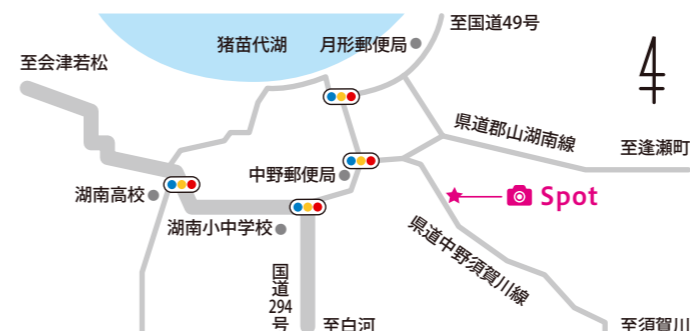 至国道49号
猪苗代湖
月形郵便局
至会津若松
県道郡山湖南線
至逢瀬町
中野郵便局
湖南高校
Spot
湖南小中学校
県道中野須賀川線
国道294号
至白河
至須賀川